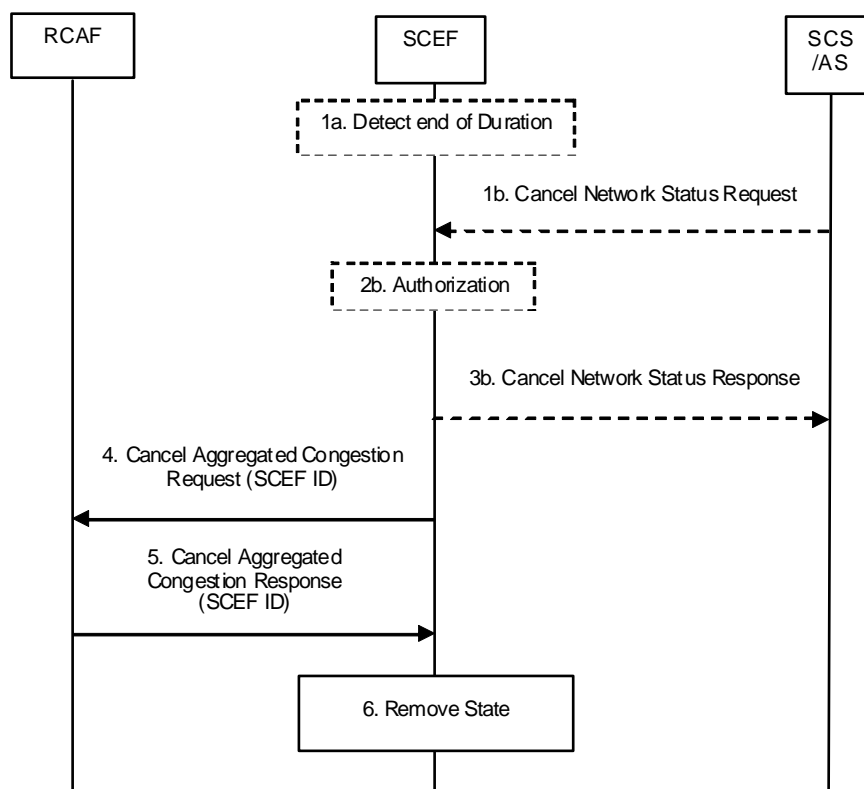 RCAF
SCEF
SCS
/AS
1a. Detect end of Duration
1b. Cancel Network Status Request
2b. Authorization
3b. Cancel Network Status Response
4. Cancel Aggregated Congestion
Request (SCEF ID)
5. Cancel Aggregated
Congestion Response
(SCEF ID)
6. Remove State